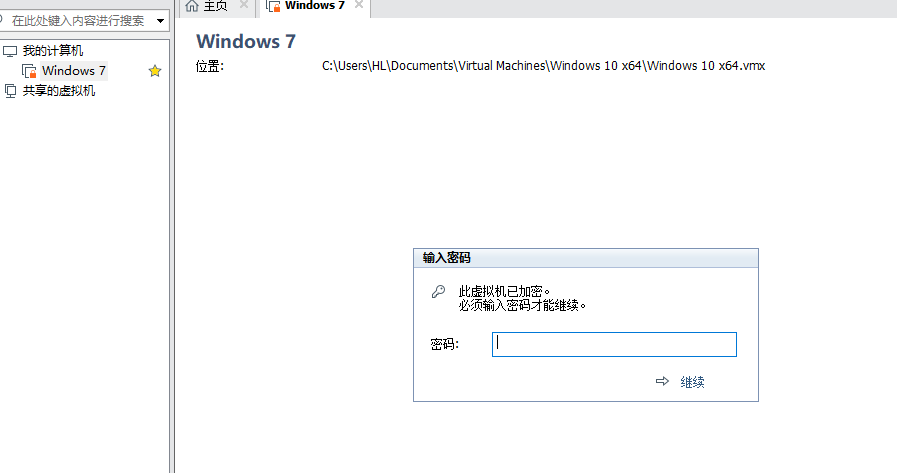 在此处键入内容进行搜索
主页
Windows 7
我的计算机
Windows 7
共享的虚拟机
Windows 7
位置:
C:\Users\HL\Documents\Virtual Machines\Windows 10 x64\Windows 10 x64.vmx
输入密码
此虚拟机已加密。
必须输入密码才能继续。
密码:
继续